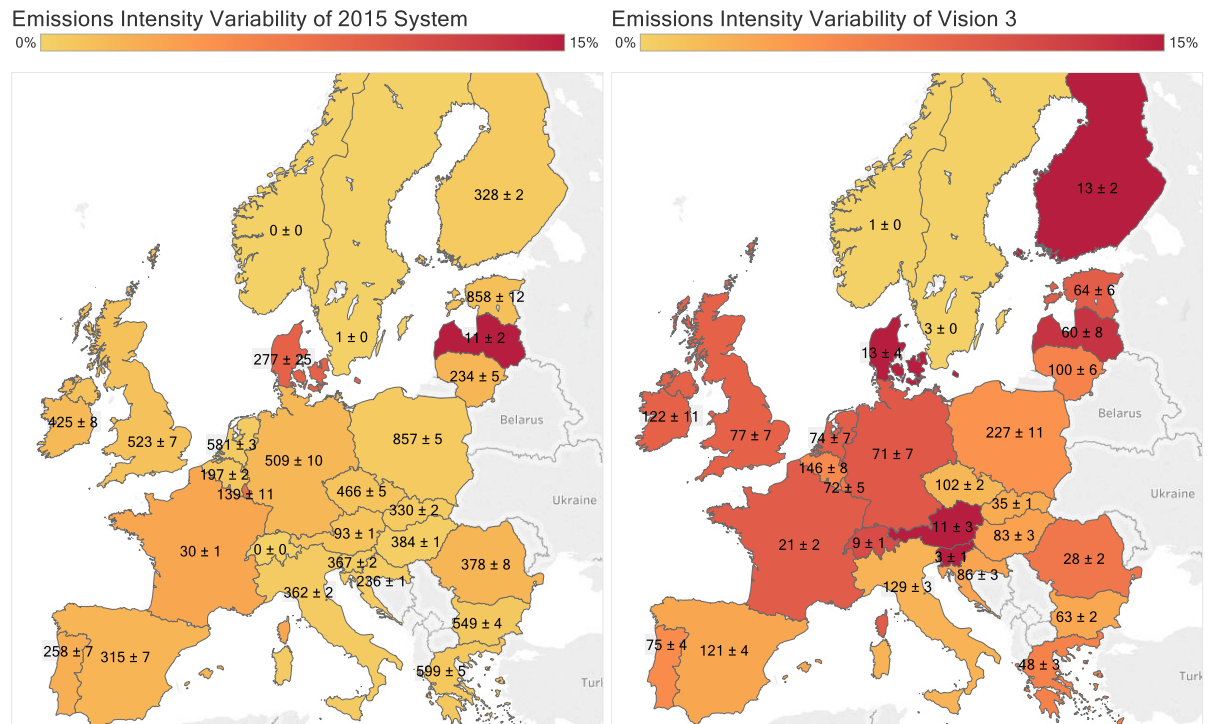 Emissions Intensity Variability of 2015 System
0%
15%
328 ± 2
0 ± 0
858 ± 12
1 ± 0
11 ± 2
277 ± 25
234 ± 5
Belarus
425 ± 8
523 ± 7
581 ± 3
857 ± 5
509 ± 10
197 ± 2
139 ± 11
466 ± 5
Ukraine
330 ± 2
93 ± 1
384 ± 1
30 ± 1
0 ± 0
367 ± 2
378 ± 8
236 ± 1
362 ± 2
549 ± 4
258 ± 7
315 ± 7
599 ± 5
Turl
Emissions Intensity Variability of Vision 3
0%
15%
13 ± 2
1 ± 0
64 ± 6
3 ± 0
60 ± 8
13 ± 4
100 ± 6
Belarus
122 ± 11
77 ± 7
74 ± 7
227 ± 11
71 ± 7
146 ± 8
72 ± 5
102 ± 2
Ukraine
35 ± 1
11 ± 3
83 ± 3
21 ± 2
9 ± 1
3 ± 1
28 ± 2
86 ± 3
129 ± 3
63 ± 2
75 ± 4
121 ± 4
48 ± 3
Turk